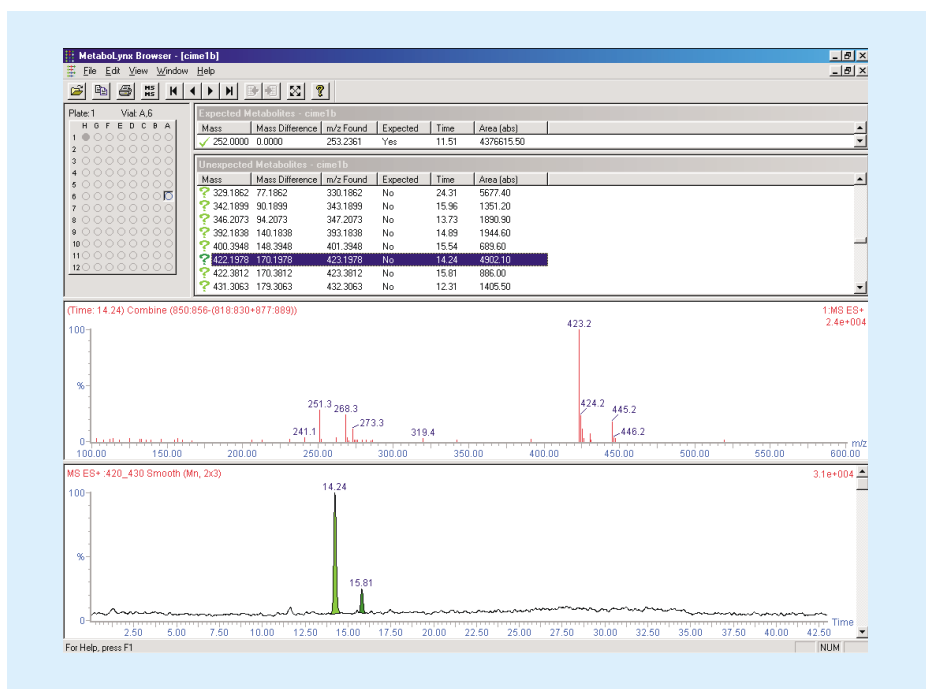 MetaboLynx Browser - [cime1b]
File Edit View Window Help
MS MS
Plate: 1 Vial: A,6
H G F E D C B A
1
2
3
4
5
6
7
8
9
10
11
12
Expected Metabolites - cime1b
Mass Mass Difference m/z Found Expected Time Area (abs)
252.0000 0.0000 253.2361 Yes 11.51 4376615.50
Unexpected Metabolites - cime1b
Mass Mass Difference m/z Found Expected Time Area (abs)
? 329.1862 77.1862 330.1862 No 24.31 5677.40
? 342.1899 90.1899 343.1899 No 15.96 1351.20
? 346.2073 94.2073 347.2073 No 13.73 1890.90
? 392.1838 140.1838 393.1838 No 14.89 1944.60
? 400.3948 148.3948 401.3948 No 15.54 689.60
? 422.1978 170.1978 423.1978 No 14.24 4902.10
? 422.3812 170.3812 423.3812 No 15.81 886.00
? 431.3063 179.3063 432.3063 No 12.31 1405.50
(Time: 14.24) Combine (850:856-(818:830+877:889))
1:MS ES+
2.4e+004
100
%
0
423.2
251.3 268.3
273.3
241.1
319.4
424.2
445.2
446.2
100.00 150.00 200.00 250.00 300.00 350.00 400.00 450.00 500.00 550.00 600.00
m/z
MS ES+ :420_430 Smooth (Mn, 2x3)
3.1e+004
100
%
0
14.24
15.81
2.50 5.00 7.50 10.00 12.50 15.00 17.50 20.00 22.50 25.00 27.50 30.00 32.50 35.00 37.50 40.00 42.50
Time
For Help, press F1
NUM